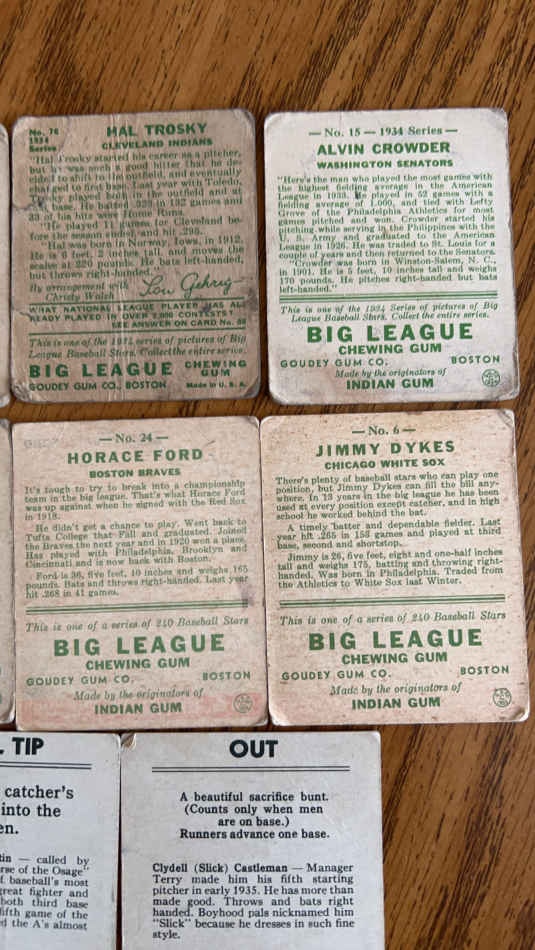 No. 76
1934
Series
HAL TROSKY
CLEVELAND INDIANS
"Hal Trosky started his career as a pitcher,
but he was such a good hitter that he de-
cided to shift to the outfield, and eventually
changed to first base. Last year with Toledo,
played both in the outfield and at
base. He batted .323 in 132 games and
33 of his hits were Home Runs.
"He played 11 games for Cleveland be-
fore the season ended, and hit .295.
"Hal was born in Norway, Iowa, in 1912.
He is 6 feet, 2 inches tall, and moves the
scales at 220 pounds. He bats left-handed,
but throws right-handed."
By arrangement with
Christy Walsh
Lou Gehrig
WHAT NATIONAL LEAGUE PLAYER HAS AL-
READY PLAYED IN OVER 2,000 CONTESTS?
SEE ANSWER ON CARD No.
This is one of the 1934 series of pictures of Big
League Baseball Stars. Collect the entire series.
BIG LEAGUE CHEWING GUM
GOUDEY GUM CO. BOSTON Made in U. S. A.
— No. 15 — 1934 Series —
ALVIN CROWDER
WASHINGTON SENATORS
"Here's the man who played the most games with
the highest fielding average in the American
League in 1933. He played in 52 games with a
fielding average of 1.000, and tied with Lefty
Grove of the Philadelphia Athletics for most
games pitched and won. Crowder started his
pitching while serving in the Philippines with the
U. S. Army and graduated to the American
League in 1926. He was traded to St. Louis for a
couple of years and then returned to the Senators.
"Crowder was born in Winston-Salem, N. C.,
in 1901. He is 5 feet, 10 inches tall and weighs
170 pounds. He pitches right-handed but bats
left-handed."
This is one of the 1934 Series of pictures of Big
League Baseball Stars. Collect the entire series.
BIG LEAGUE
CHEWING GUM
GOUDEY GUM CO. BOSTON
Made by the originators of
INDIAN GUM
— No. 24 —
HORACE FORD
BOSTON BRAVES
It's tough to try to break into a championship
team in the big league. That's what Horace Ford
was up against when he signed with the Red Sox
in 1918.
He didn't get a chance to play. Went back to
Tufts College that Fall and graduated. Joined
the Braves the next year and in 1920 won a place.
Has played with Philadelphia, Brooklyn and
Cincinnati and is now back with Boston.
Ford is 36, five feet, 10 inches and weighs 165
pounds. Bats and throws right-handed. Last year
hit .268 in 41 games.
This is one of a series of 240 Baseball Stars
BIG LEAGUE
CHEWING GUM
GOUDEY GUM CO. BOSTON
Made by the originators of
INDIAN GUM
— No. 6 —
JIMMY DYKES
CHICAGO WHITE SOX
There's plenty of baseball stars who can play one
position, but Jimmy Dykes can fill the bill any-
where. In 13 years in the big league he has been
used at every position except catcher, and in high
school he worked behind the bat.
A timely batter and dependable fielder. Last
year hit .265 in 158 games and played at third
base, second and shortstop.
Jimmy is 26, five feet, eight and one-half inches
tall and weighs 175, batting and throwing right-
handed. Was born in Philadelphia. Traded from
the Athletics to White Sox last Winter.
This is one of a series of 240 Baseball Stars
BIG LEAGUE
CHEWING GUM
GOUDEY GUM CO. BOSTON
Made by the originators of
INDIAN GUM
TIP
catcher's
into the
en.
tin — called by
rse of the Osage"
f baseball's most
great fighter and
both third base
fifth game of the
d the A's almost
OUT
A beautiful sacrifice bunt.
(Counts only when men
are on base.)
Runners advance one base.
Clydell (Slick) Castleman — Manager
Terry made him his fifth starting
pitcher in early 1935. He has more than
made good. Throws and bats right
handed. Boyhood pals nicknamed him
"Slick" because he dresses in such fine
style.